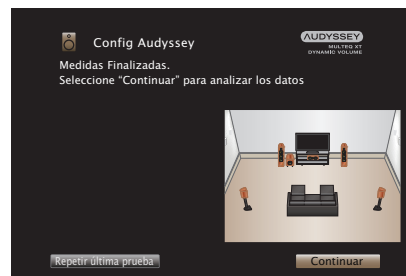 Config Audyssey
AUDYSSEY
MULTEQ XT
DYNAMIC VOLUME
Medidas Finalizadas.
Seleccione “Continuar” para analizar los datos
Repetir última prueba
Continuar